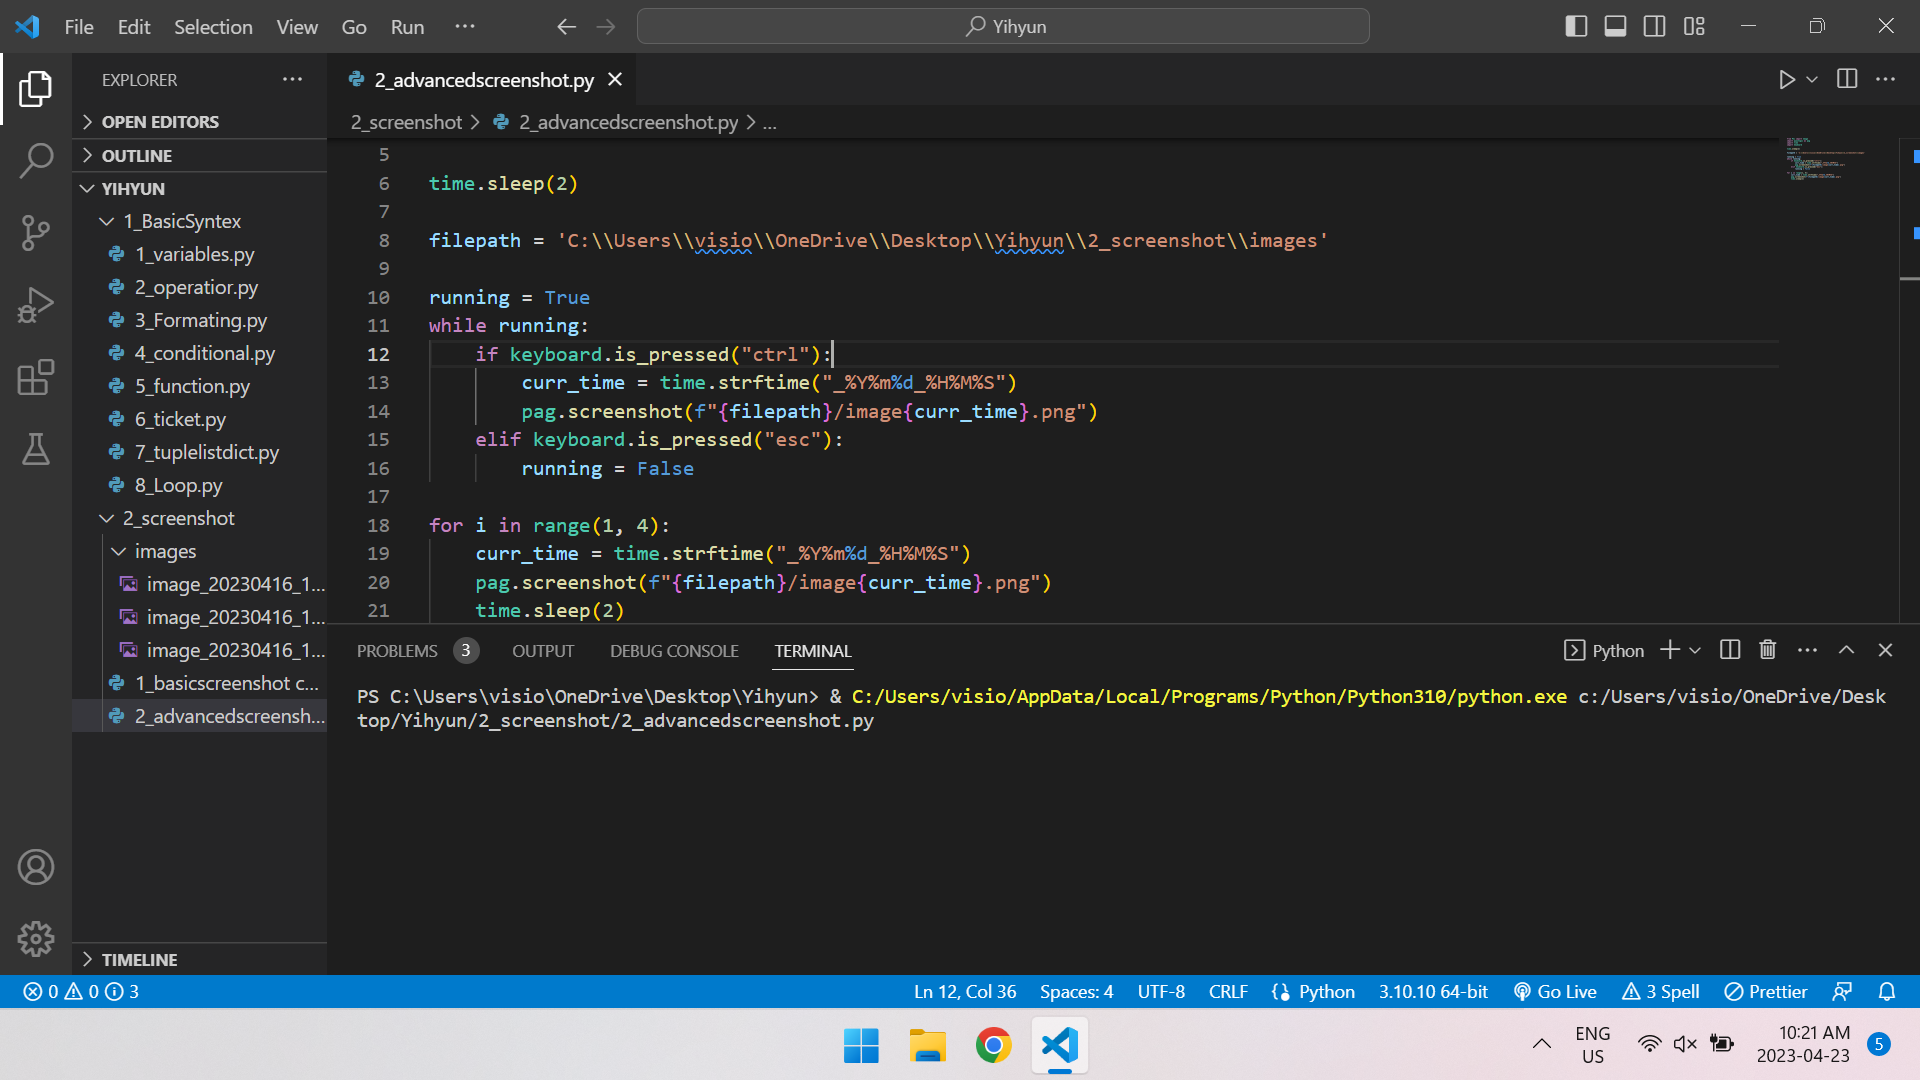 File Edit Selection View Go Run ···
Yihyun
EXPLORER
OPEN EDITORS
OUTLINE
YIHYUN
1_BasicSyntex
1_variables.py
2_operatior.py
3_Formating.py
4_conditional.py
5_function.py
6_ticket.py
7_tuplelistdict.py
8_Loop.py
2_screenshot
images
image_20230416_1...
image_20230416_1...
image_20230416_1...
1_basicscreenshot c...
2_advancedscreensh...
TIMELINE
2_advancedscreenshot.py
2_screenshot > 2_advancedscreenshot.py > ...
5
6 time.sleep(2)
7
8 filepath = 'C:\\Users\\visio\\OneDrive\\Desktop\\Yihyun\\2_screenshot\\images'
9
10 running = True
11 while running:
12     if keyboard.is_pressed("ctrl"):
13         curr_time = time.strftime("_%Y%m%d_%H%M%S")
14         pag.screenshot(f"{filepath}/image{curr_time}.png")
15     elif keyboard.is_pressed("esc"):
16         running = False
17
18 for i in range(1, 4):
19     curr_time = time.strftime("_%Y%m%d_%H%M%S")
20     pag.screenshot(f"{filepath}/image{curr_time}.png")
21     time.sleep(2)
PROBLEMS 3 OUTPUT DEBUG CONSOLE TERMINAL Python
PS C:\Users\visio\OneDrive\Desktop\Yihyun> & C:/Users/visio/AppData/Local/Programs/Python/Python310/python.exe c:/Users/visio/OneDrive/Desk
top/Yihyun/2_screenshot/2_advancedscreenshot.py
0 0 3 Ln 12, Col 36 Spaces: 4 UTF-8 CRLF Python 3.10.10 64-bit Go Live 3 Spell Prettier
ENG 10:21 AM
US 2023-04-23 5